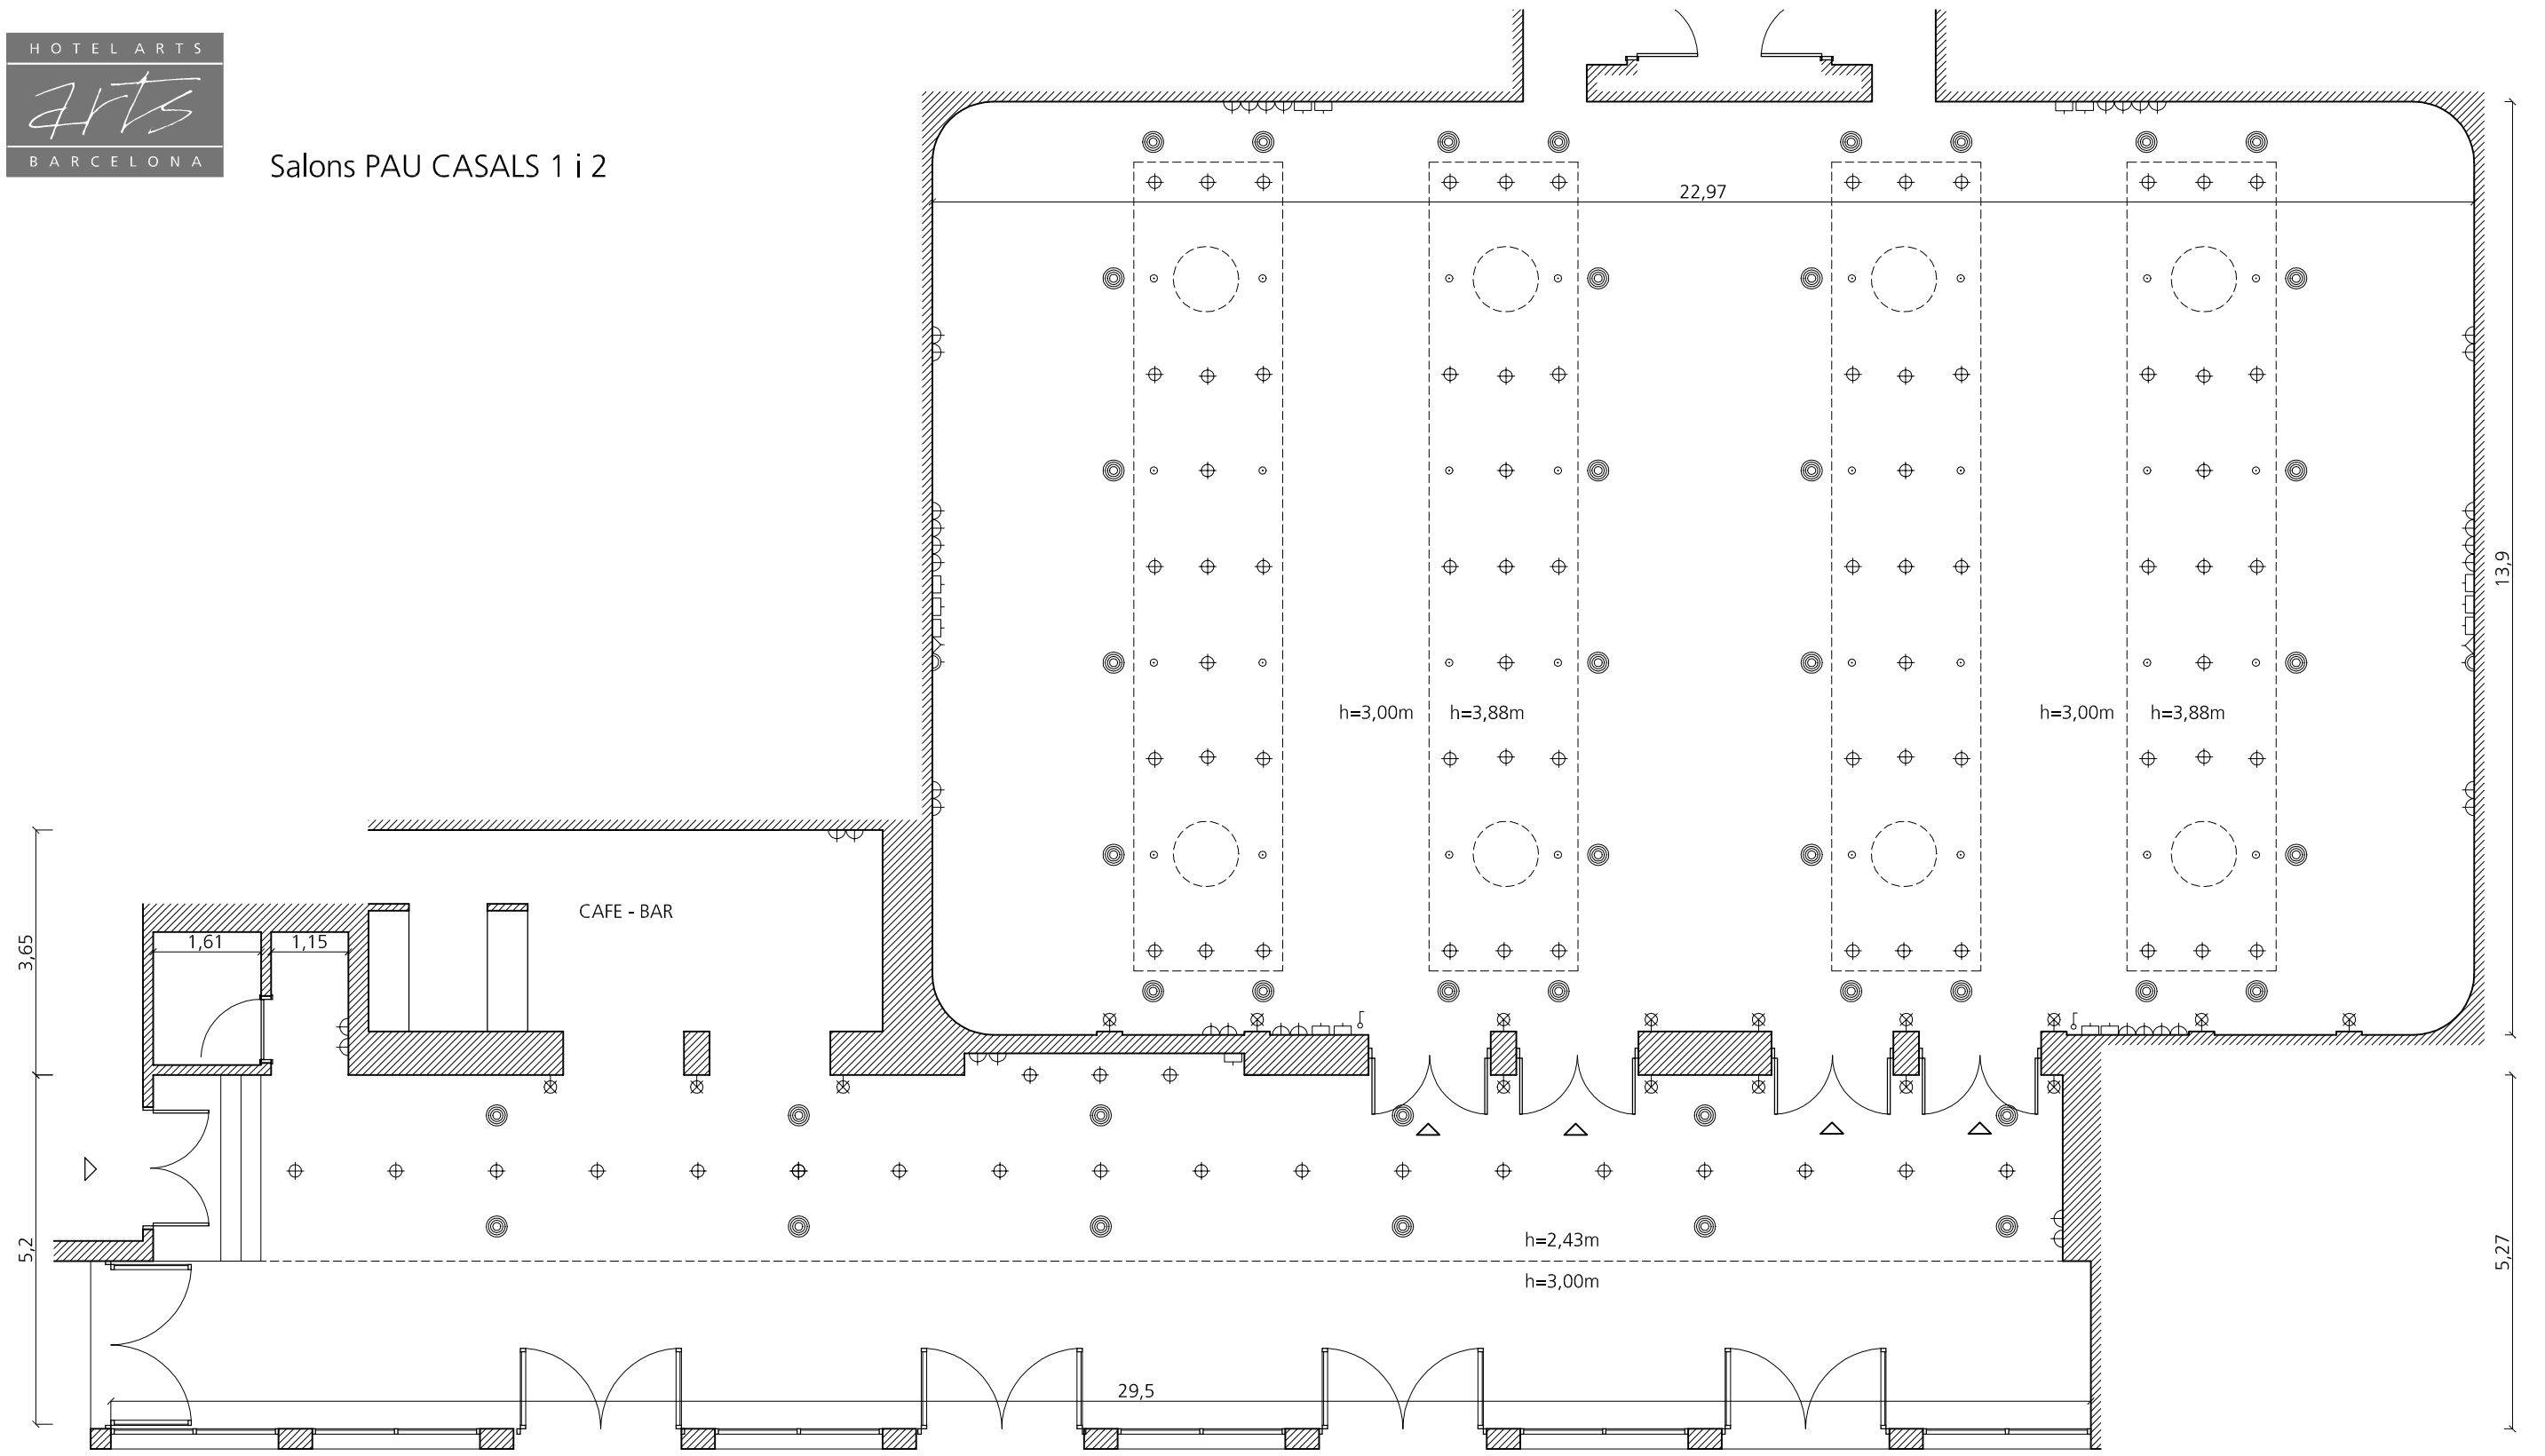 HOTEL ARTS
arts
BARCELONA
Salons PAU CASALS 1 i 2
22,97
13,9
h=3,00m
h=3,88m
h=3,00m
h=3,88m
CAFE - BAR
3,65
1,61
1,15
5,2
h=2,43m
h=3,00m
5,27
29,5